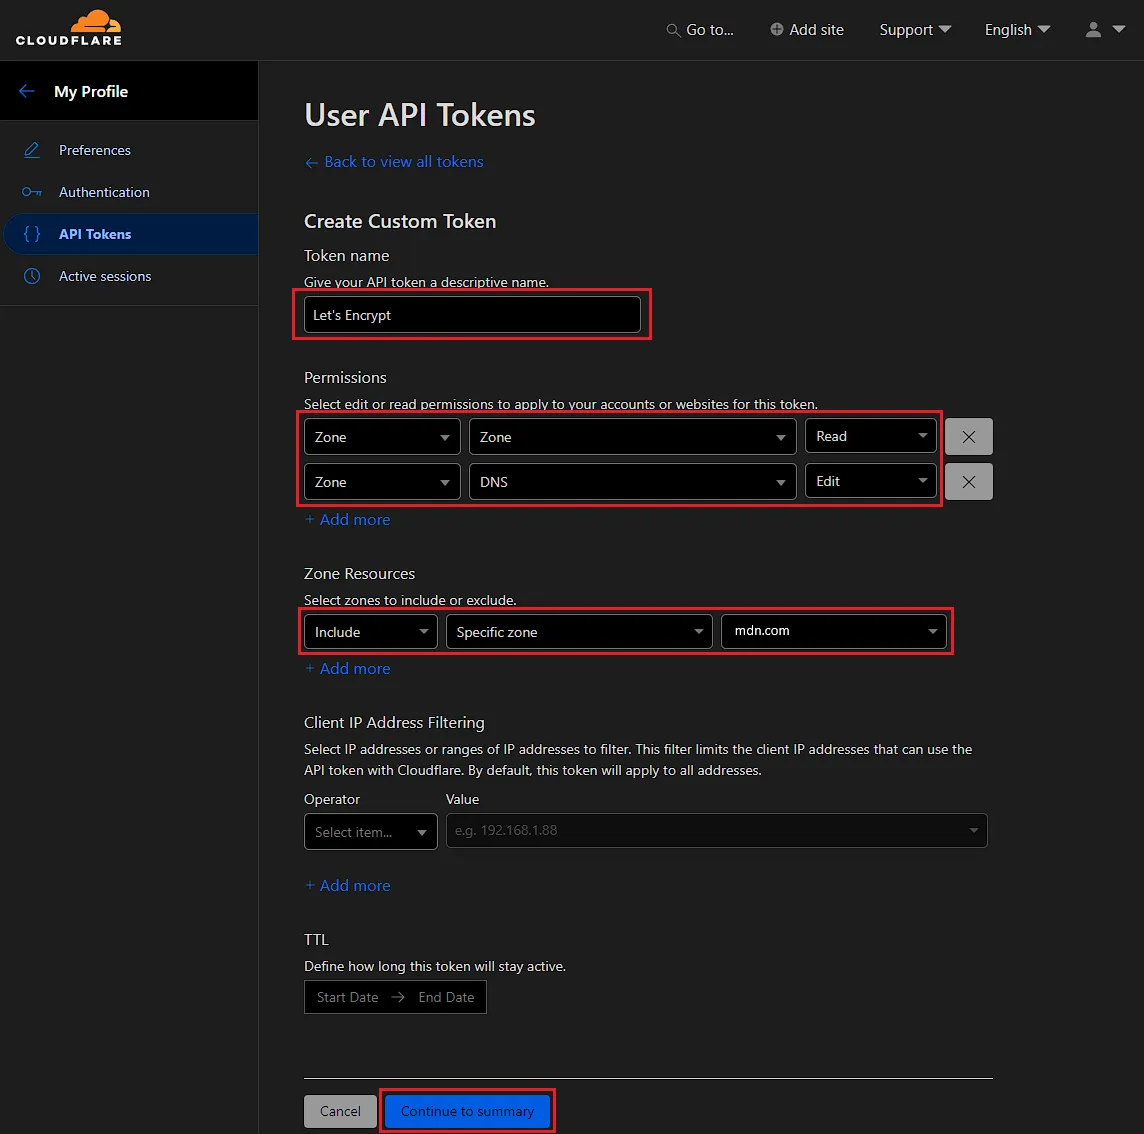 CLOUDFLARE
Go to...
Add site
Support
English
My Profile
Preferences
Authentication
API Tokens
Active sessions
User API Tokens
← Back to view all tokens
Create Custom Token
Token name
Give your API token a descriptive name.
Let's Encrypt
Permissions
Select edit or read permissions to apply to your accounts or websites for this token.
Zone Zone Read
Zone DNS Edit
+ Add more
Zone Resources
Select zones to include or exclude.
Include Specific zone mdn.com
+ Add more
Client IP Address Filtering
Select IP addresses or ranges of IP addresses to filter. This filter limits the client IP addresses that can use the
API token with Cloudflare. By default, this token will apply to all addresses.
Operator Value
Select item... e.g. 192.168.1.88
+ Add more
TTL
Define how long this token will stay active.
Start Date → End Date
Cancel Continue to summary